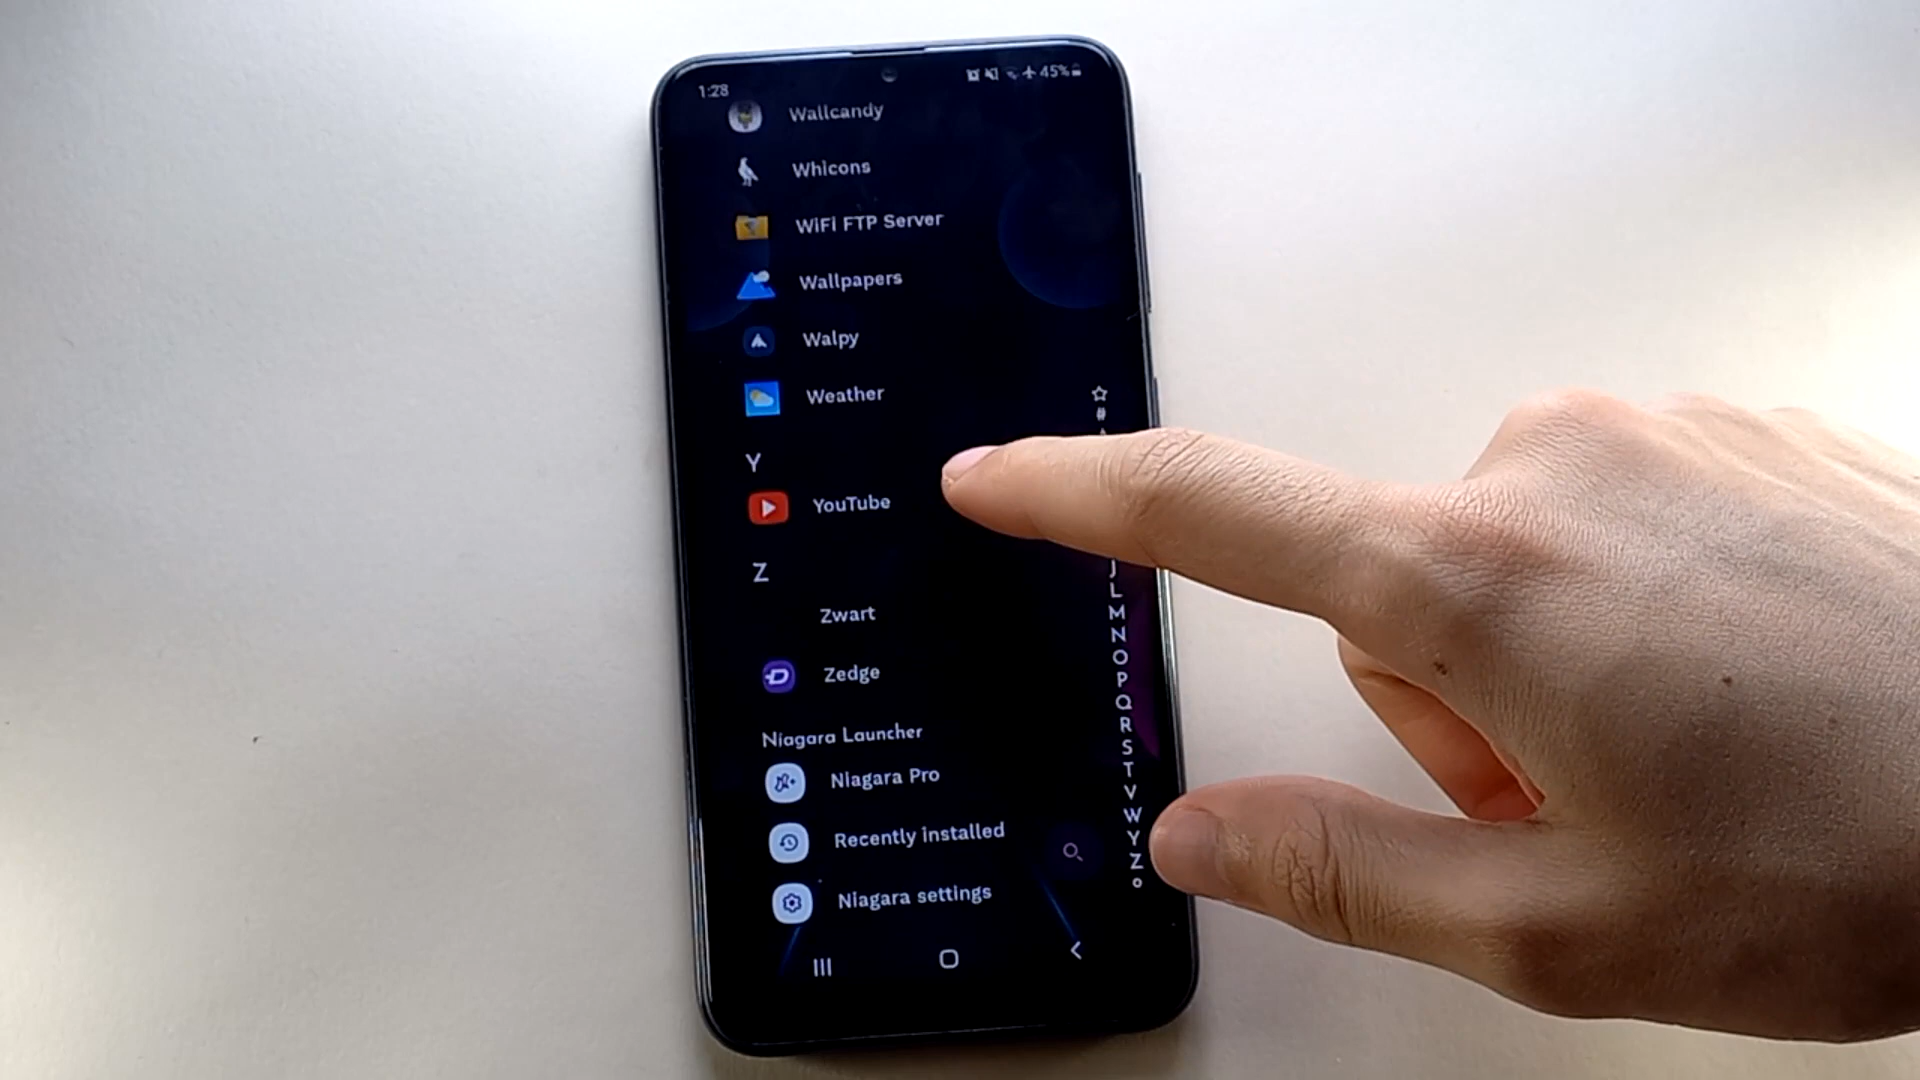 1:28
45%
Wallcandy
Whicons
WiFi FTP Server
Wallpapers
Walpy
Weather
Y
YouTube
Z
Zwart
Zedge
Niagara Launcher
Niagara Pro
Recently installed
Niagara settings
#
J
L
M
N
O
P
Q
R
S
T
V
W
Y
Z